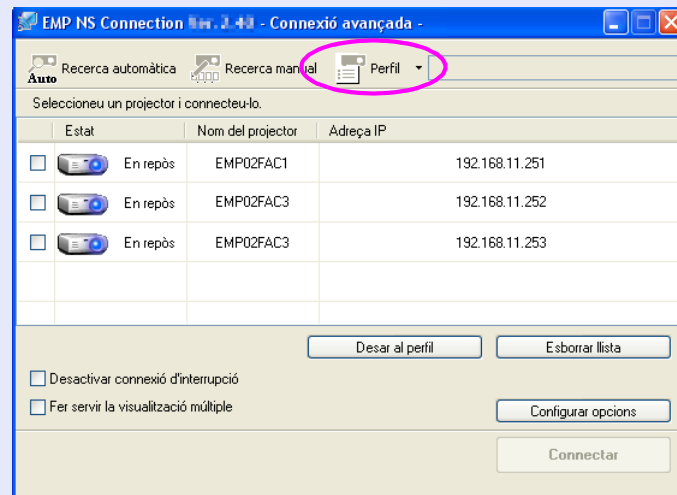 EMP NS Connection - Connexió avançada -
Auto Recerca automàtica Recerca manual Perfil
Seleccioneu un projector i connecteu-lo.
Estat Nom del projector Adreça IP
En repòs EMP02FAC1 192.168.11.251
En repòs EMP02FAC3 192.168.11.252
En repòs EMP02FAC3 192.168.11.253
Desar al perfil Esborrar llista
Desactivar connexió d'interrupció
Fer servir la visualització múltiple
Configurar opcions
Connectar